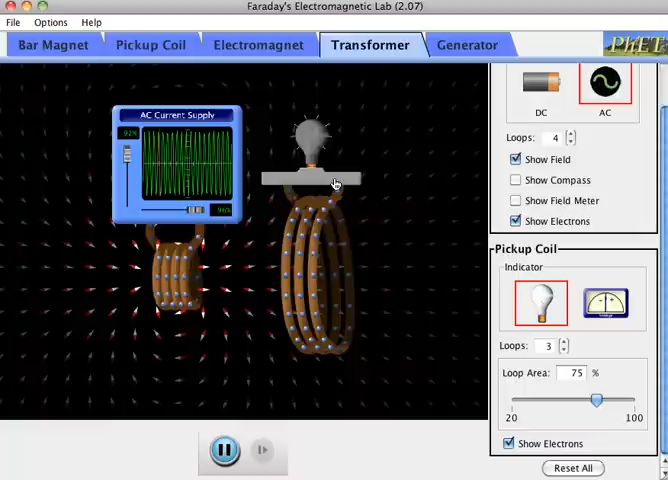 Faraday's Electromagnetic Lab (2.07)
File Options Help
Bar Magnet Pickup Coil Electromagnet Transformer Generator PhET
AC Current Supply
92%
96%
DC AC
Loops: 4
Show Field
Show Compass
Show Field Meter
Show Electrons
Pickup Coil
Indicator
Loops: 3
Loop Area: 75 %
20 100
Show Electrons
Reset All